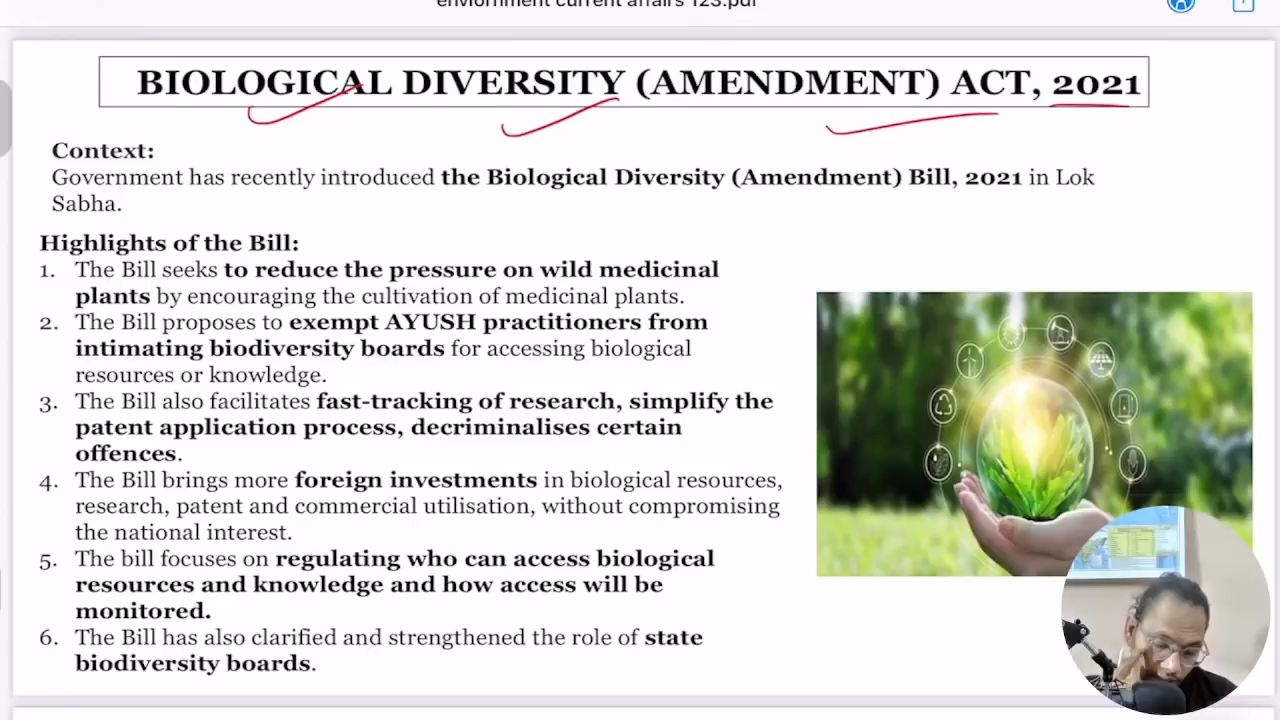 enviornment current affairs 123.pdf
BIOLOGICAL DIVERSITY (AMENDMENT) ACT, 2021
Context:
Government has recently introduced the Biological Diversity (Amendment) Bill, 2021 in Lok
Sabha.
Highlights of the Bill:
1. The Bill seeks to reduce the pressure on wild medicinal
plants by encouraging the cultivation of medicinal plants.
2. The Bill proposes to exempt AYUSH practitioners from
intimating biodiversity boards for accessing biological
resources or knowledge.
3. The Bill also facilitates fast-tracking of research, simplify the
patent application process, decriminalises certain
offences.
4. The Bill brings more foreign investments in biological resources,
research, patent and commercial utilisation, without compromising
the national interest.
5. The bill focuses on regulating who can access biological
resources and knowledge and how access will be
monitored.
6. The Bill has also clarified and strengthened the role of state
biodiversity boards.